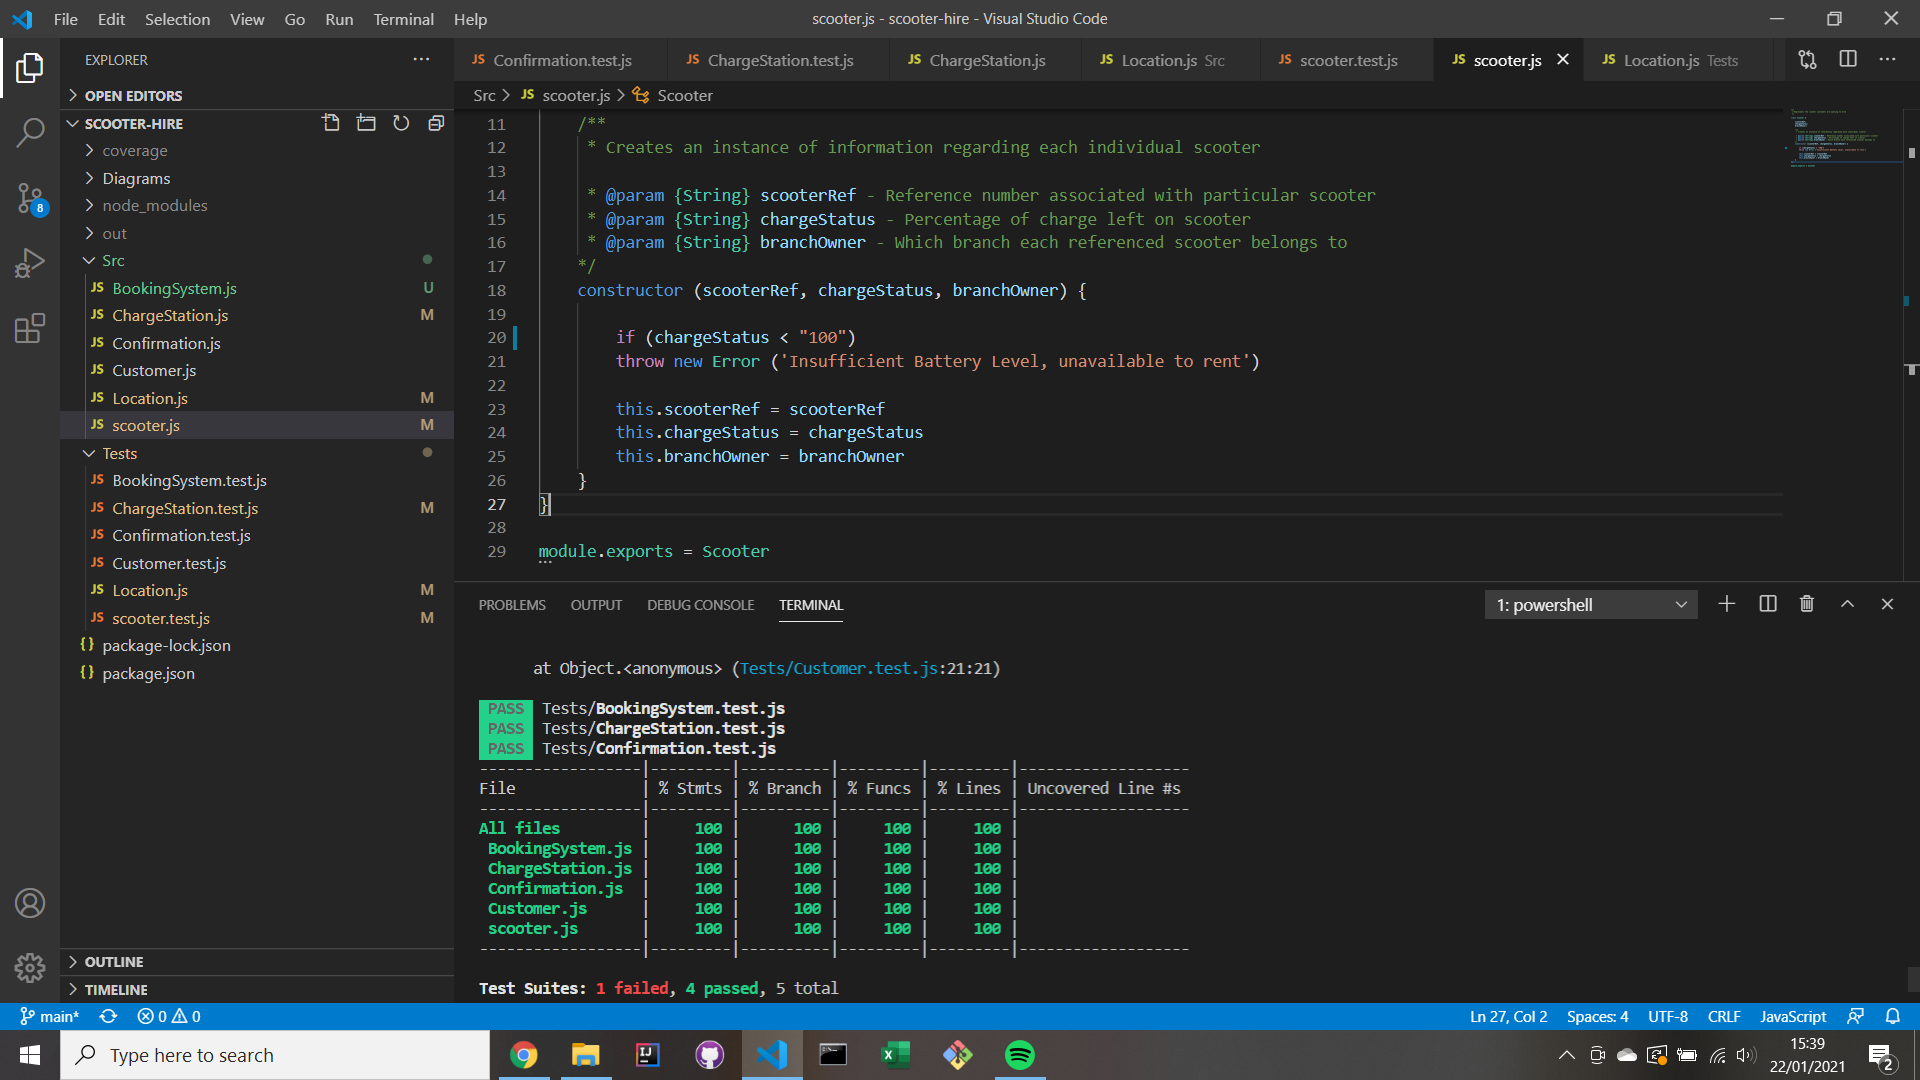 File Edit Selection View Go Run Terminal Help
scooter.js - scooter-hire - Visual Studio Code
EXPLORER
OPEN EDITORS
SCOOTER-HIRE
coverage
Diagrams
node_modules
out
Src
JS BookingSystem.js U
JS ChargeStation.js M
JS Confirmation.js
JS Customer.js
JS Location.js M
JS scooter.js M
Tests
JS BookingSystem.test.js
JS ChargeStation.test.js M
JS Confirmation.test.js
JS Customer.test.js
JS Location.js M
JS scooter.test.js M
{} package-lock.json
{} package.json
OUTLINE
TIMELINE
8
JS Confirmation.test.js JS ChargeStation.test.js JS ChargeStation.js JS Location.js Src JS scooter.test.js JS scooter.js JS Location.js Tests
Src > JS scooter.js > Scooter
11 /**
12 * Creates an instance of information regarding each individual scooter
13
14 * @param {String} scooterRef - Reference number associated with particular scooter
15 * @param {String} chargeStatus - Percentage of charge left on scooter
16 * @param {String} branchOwner - Which branch each referenced scooter belongs to
17 */
18 constructor (scooterRef, chargeStatus, branchOwner) {
19
20 if (chargeStatus < "100")
21 throw new Error ('Insufficient Battery Level, unavailable to rent')
22
23 this.scooterRef = scooterRef
24 this.chargeStatus = chargeStatus
25 this.branchOwner = branchOwner
26 }
27 }
28
29 module.exports = Scooter
PROBLEMS OUTPUT DEBUG CONSOLE TERMINAL
1: powershell
at Object.<anonymous> (Tests/Customer.test.js:21:21)
PASS Tests/BookingSystem.test.js
PASS Tests/ChargeStation.test.js
PASS Tests/Confirmation.test.js
------------------|---------|----------|---------|---------|-------------------
File | % Stmts | % Branch | % Funcs | % Lines | Uncovered Line #s
------------------|---------|----------|---------|---------|-------------------
All files | 100 | 100 | 100 | 100 |
BookingSystem.js | 100 | 100 | 100 | 100 |
ChargeStation.js | 100 | 100 | 100 | 100 |
Confirmation.js | 100 | 100 | 100 | 100 |
Customer.js | 100 | 100 | 100 | 100 |
scooter.js | 100 | 100 | 100 | 100 |
------------------|---------|----------|---------|---------|-------------------
Test Suites: 1 failed, 4 passed, 5 total
main* 0 0
Ln 27, Col 2 Spaces: 4 UTF-8 CRLF JavaScript
Type here to search
15:39
22/01/2021
2